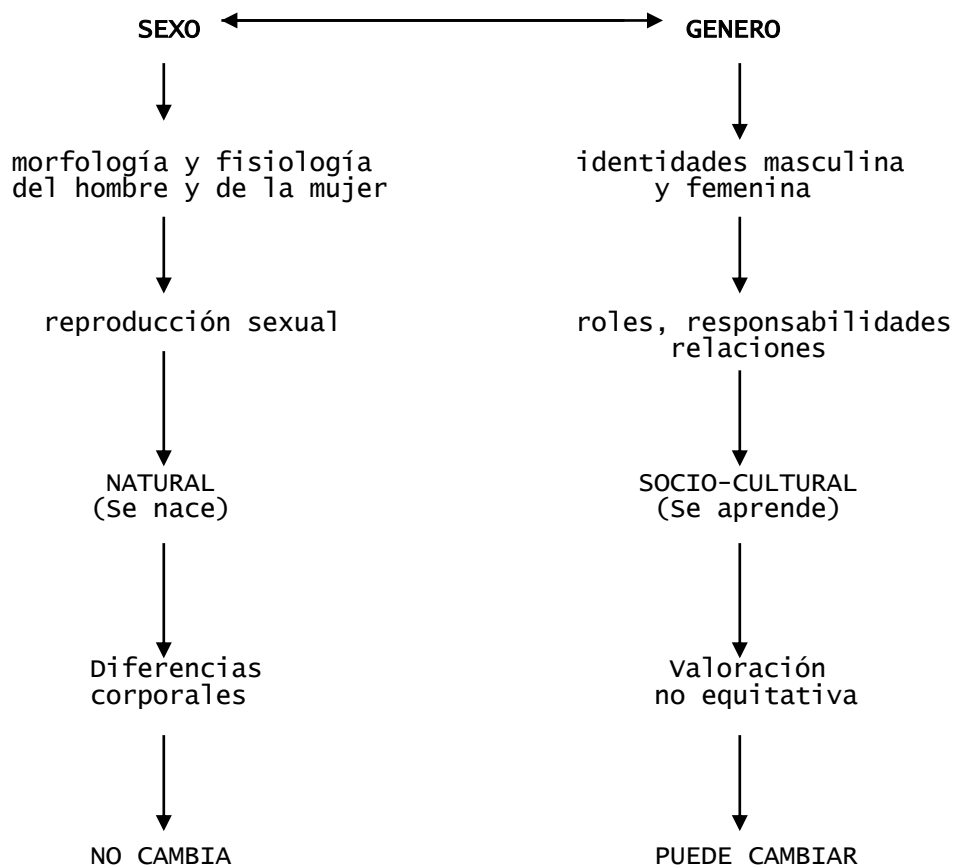 SEXO GENERO
morfología y fisiología
del hombre y de la mujer
identidades masculina
y femenina
reproducción sexual
roles, responsabilidades
relaciones
NATURAL
(Se nace)
SOCIO-CULTURAL
(Se aprende)
Diferencias
corporales
Valoración
no equitativa
NO CAMBIA
PUEDE CAMBIAR